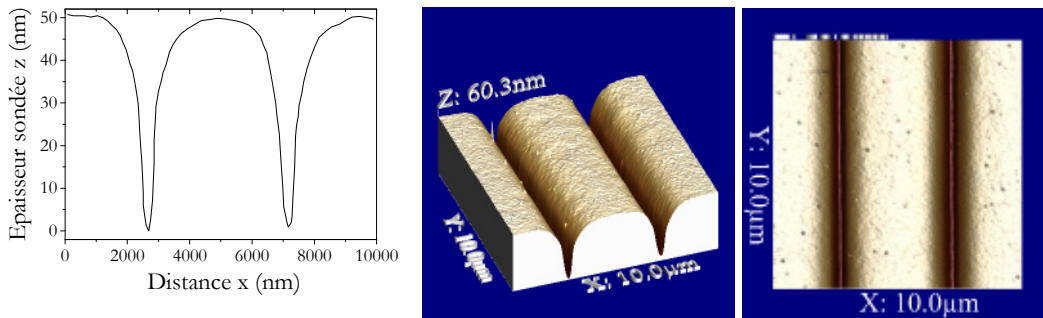 Epaisseur sondée z (nm)
50
40
30
20
10
0
0
2000
4000
6000
8000
10000
Distance x (nm)
Z: 60.3nm
Y: 10.0µm
X: 10.0µm
Y: 10.0µm
X: 10.0µm